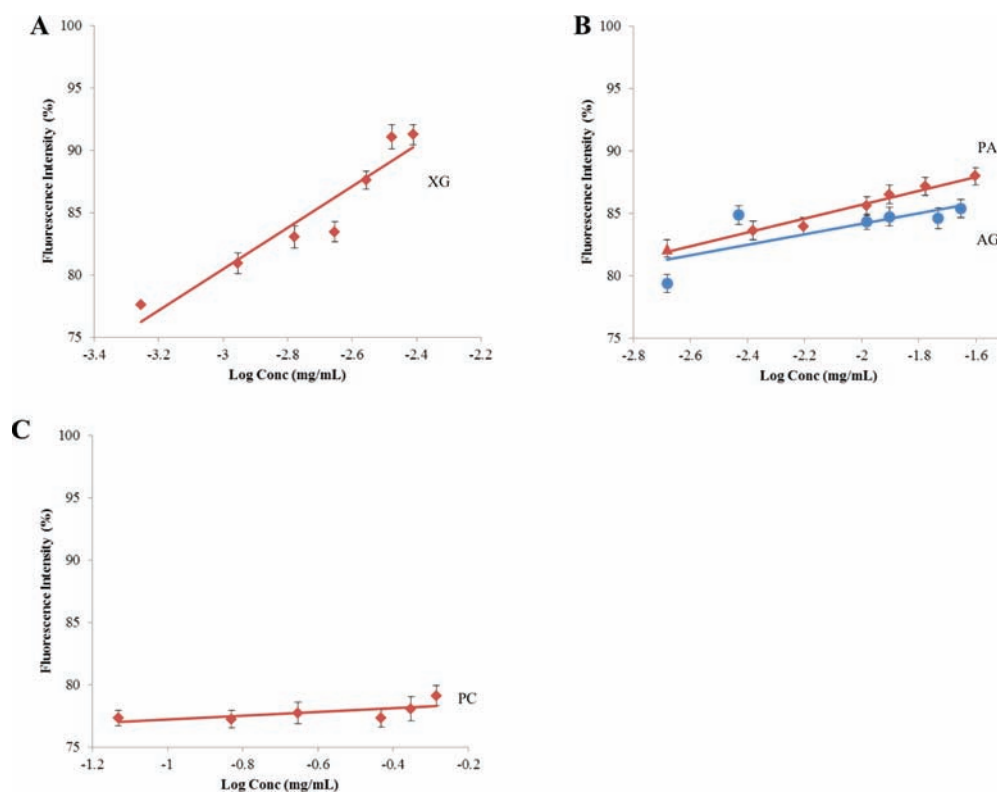 A
100
95
90
85
80
75
Fluorescence Intensity (%)
XG
-3.4
-3.2
-3
-2.8
-2.6
-2.4
-2.2
Log Conc (mg/mL)
B
100
95
90
85
80
75
Fluorescence Intensity (%)
PA
AG
-2.8
-2.6
-2.4
-2.2
-2
-1.8
-1.6
Log Conc (mg/mL)
C
100
95
90
85
80
75
Fluorescence Intensity (%)
PC
-1.2
-1
-0.8
-0.6
-0.4
-0.2
Log Conc (mg/mL)